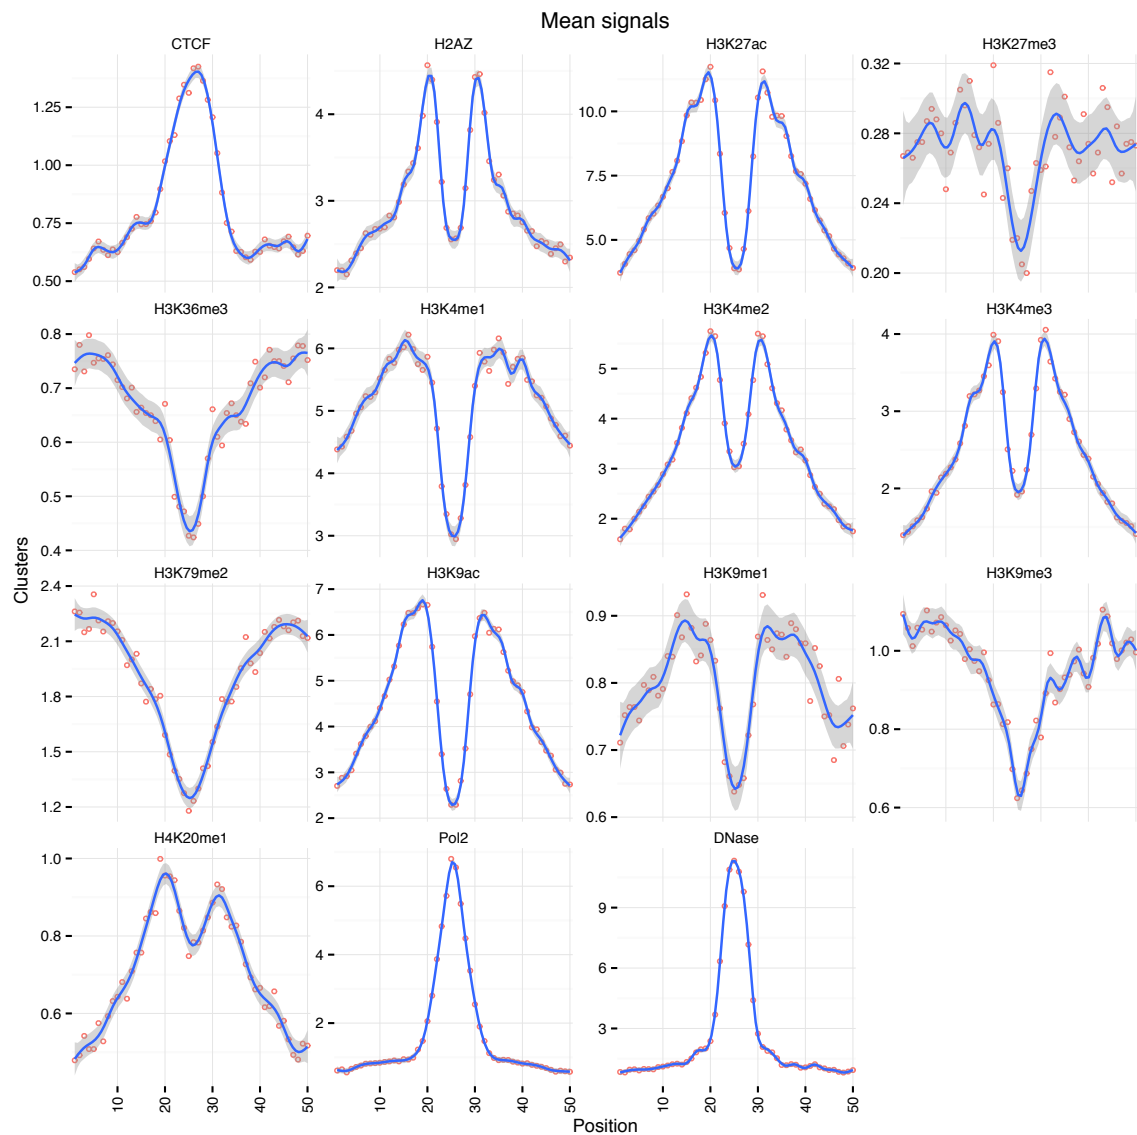 Mean signals
CTCF
H2AZ
H3K27ac
H3K27me3
0.50
0.75
1.00
1.25
2
3
4
5.0
7.5
10.0
0.20
0.24
0.28
0.32
H3K36me3
H3K4me1
H3K4me2
H3K4me3
0.4
0.5
0.6
0.7
0.8
3
4
5
6
2
3
4
5
2
3
4
Clusters
H3K79me2
H3K9ac
H3K9me1
H3K9me3
1.2
1.5
1.8
2.1
2.4
2
3
4
5
6
7
0.6
0.7
0.8
0.9
0.6
0.8
1.0
H4K20me1
Pol2
DNase
0.6
0.8
1.0
2
4
6
3
6
9
10 20 30 40 50
10 20 30 40 50
10 20 30 40 50
Position